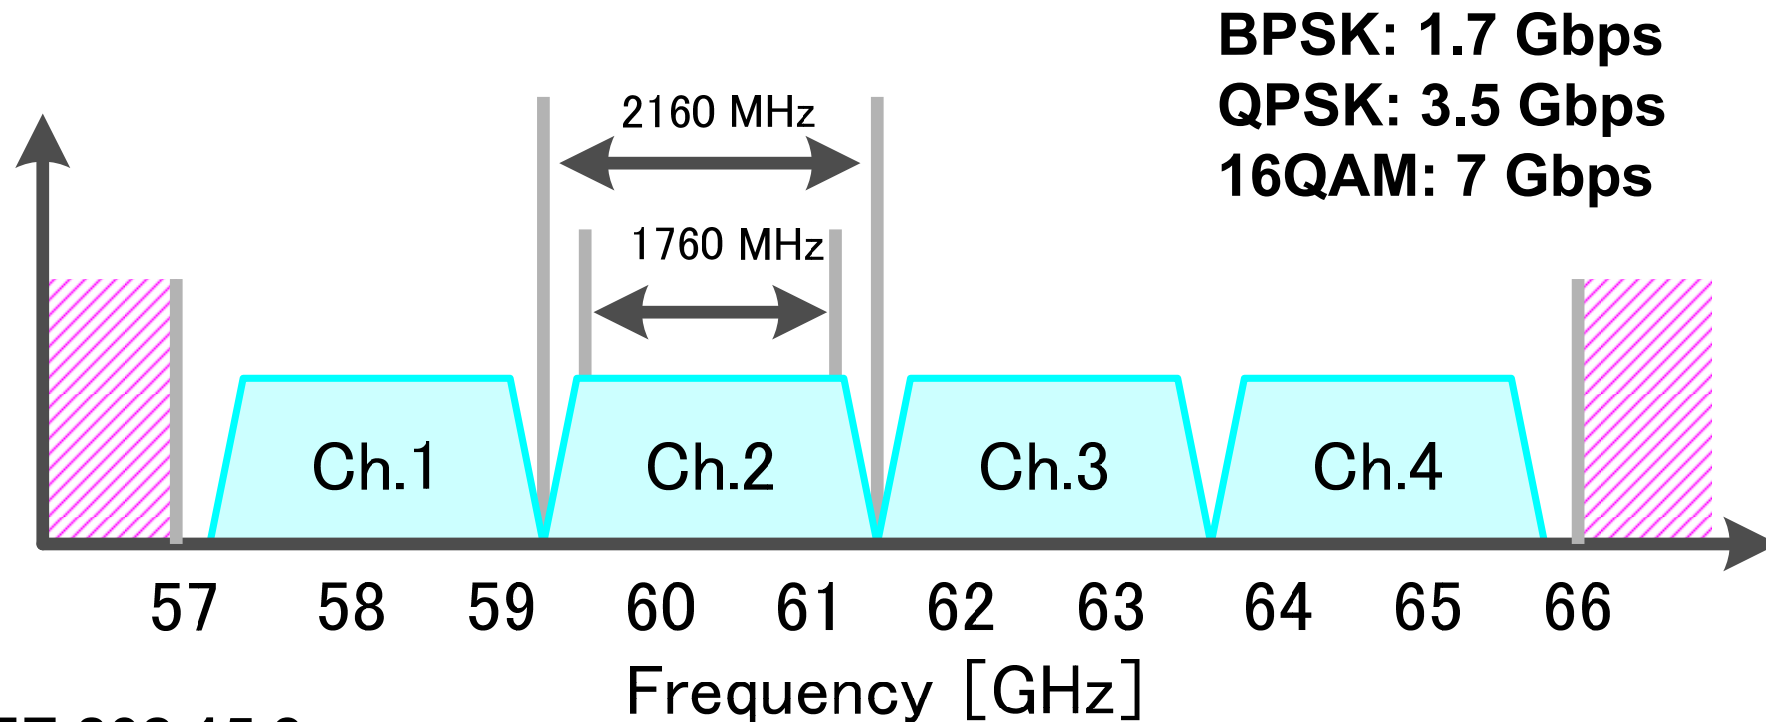 BPSK: 1.7 Gbps
QPSK: 3.5 Gbps
16QAM: 7 Gbps
2160 MHz
1760 MHz
Ch.1 Ch.2 Ch.3 Ch.4
57 58 59 60 61 62 63 64 65 66
Frequency [GHz]